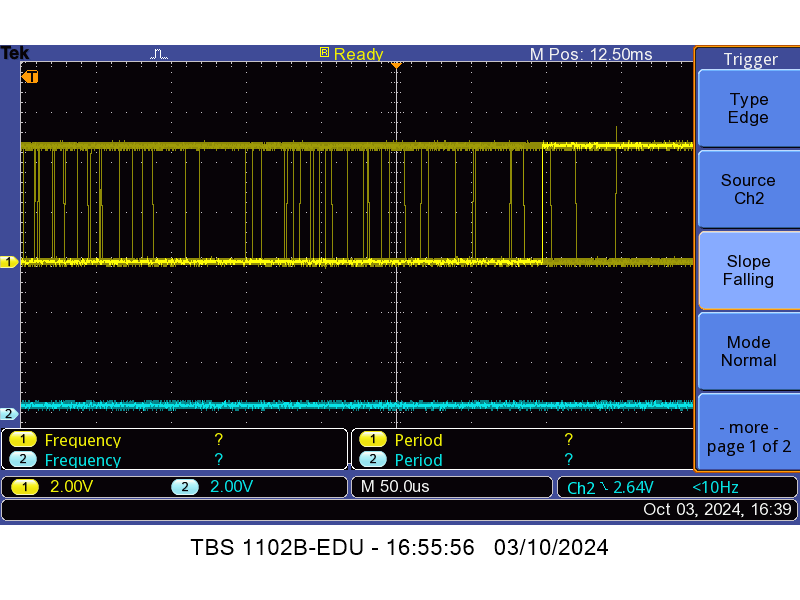 Tek
R Ready
M Pos: 12.50ms
Trigger
T
Type
Edge
Source
Ch2
Slope
Falling
Mode
Normal
- more -
page 1 of 2
1
2
1 Frequency ?
2 Frequency ?
1 Period ?
2 Period ?
1 2.00V
2 2.00V
M 50.0us
Ch2 2.64V <10Hz
Oct 03, 2024, 16:39
TBS 1102B-EDU - 16:55:56 03/10/2024